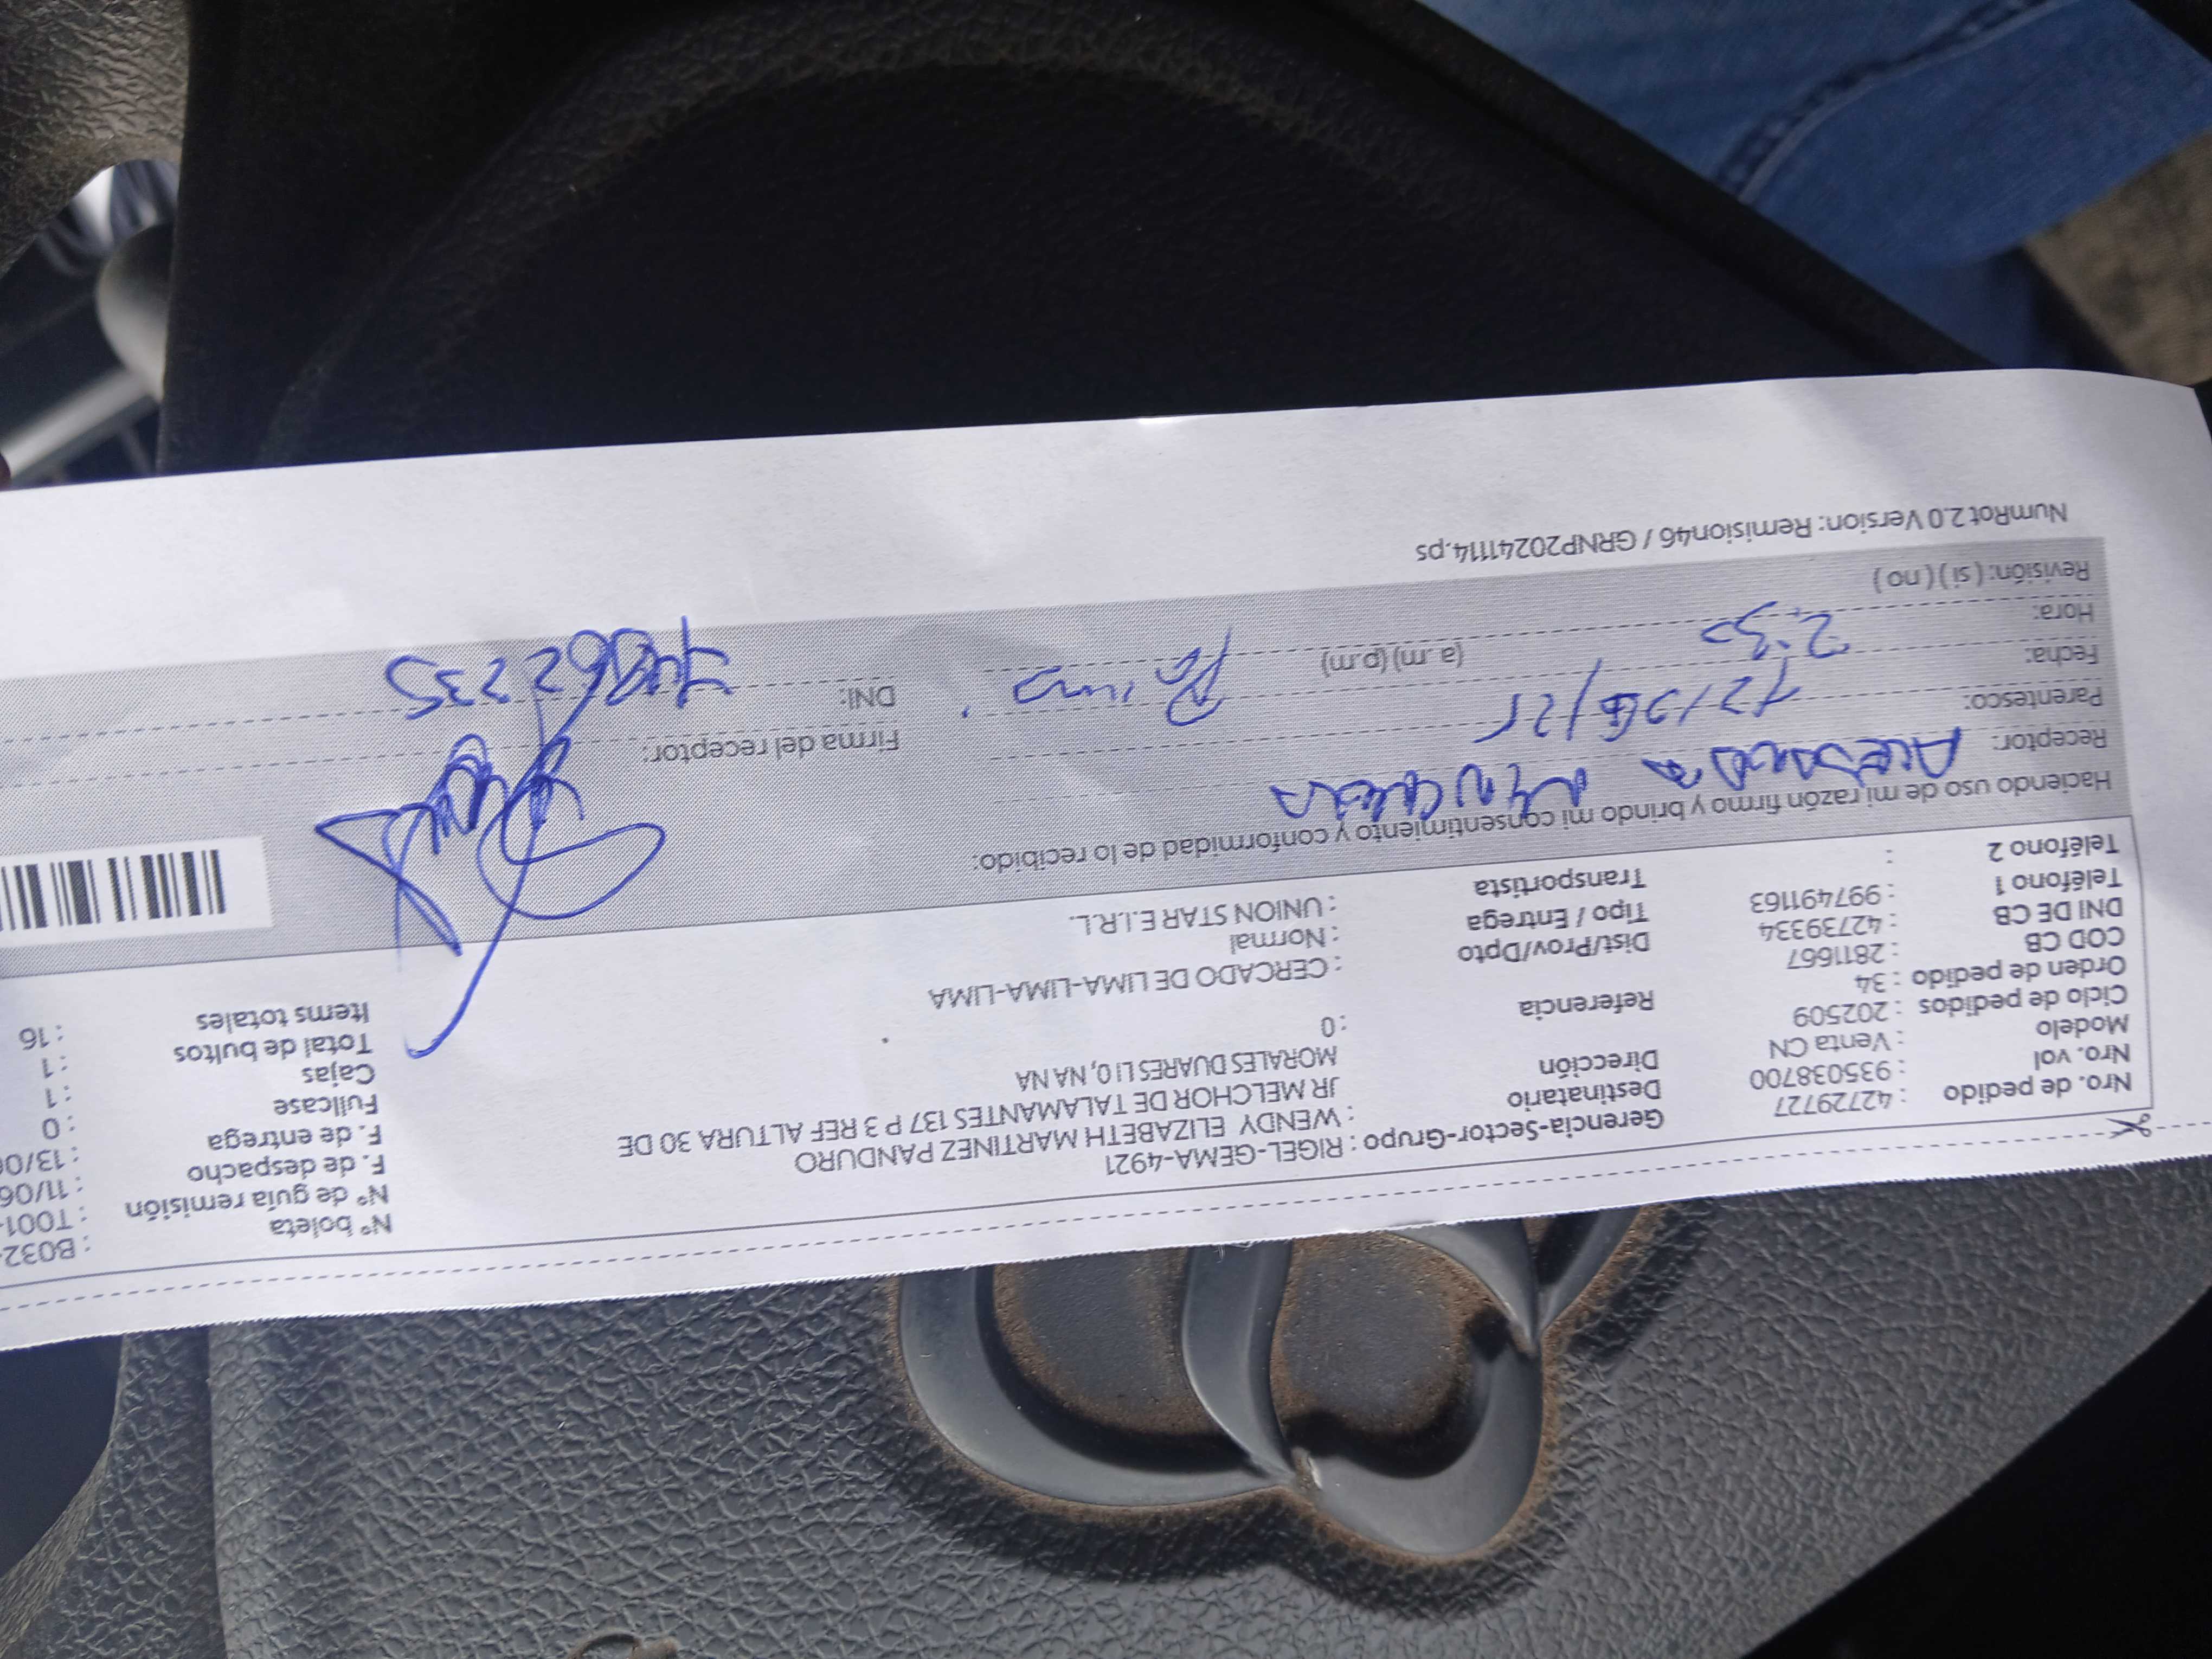 Nro. de pedido : 42729727 Gerencia-Sector-Grupo : RIGEL-GEMA-4921 N° boleta : B032-
Nro. vol : 935038700 Destinatario : WENDY ELIZABETH MARTINEZ PANDURO N° de guía remisión : T001-
Modelo : Venta CN Dirección JR MELCHOR DE TALAMANTES 137 P 3 REF ALTURA 30 DE F. de despacho : 11/06
Ciclo de pedidos : 202509 MORALES DUARES LI 0, NA NA F. de entrega : 13/06
Orden de pedido : 34 Referencia : 0 Fullcase : 0
COD CB : 2811667 Cajas : 1
DNI DE CB : 42739334 Dist/Prov/Dpto : CERCADO DE LIMA-LIMA-LIMA Total de bultos : 1
Teléfono 1 : 997491163 Tipo / Entrega : Normal Items totales : 16
Teléfono 2 : Transportista : UNION STAR E.I.R.L.
Haciendo uso de mi razón firmo y brindo mi consentimiento y conformidad de lo recibido:
Receptor:
Parentesco: Firma del receptor:
Fecha: Primo DNI:
Hora: 2:30 (a.m) (p.m)
Revisión: ( si ) ( no )
NumRot 2.0 Version: Remision46 / GRNP20241114.ps